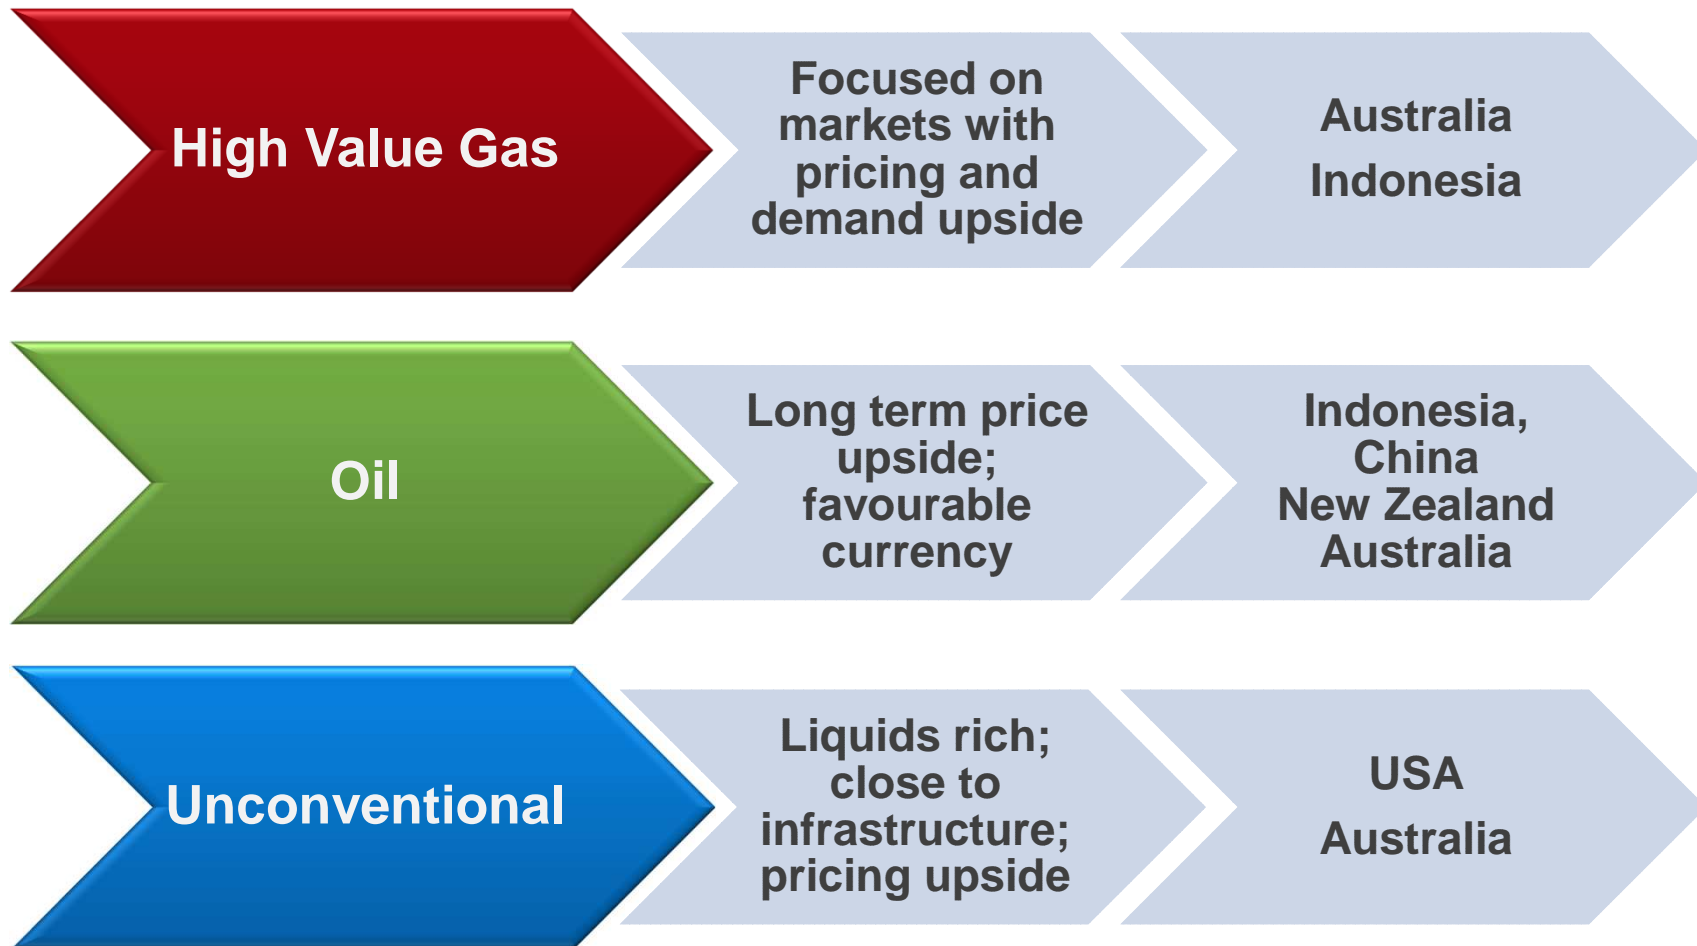 High Value Gas
Focused on
markets with
pricing and
demand upside
Australia
Indonesia
Oil
Long term price
upside;
favourable
currency
Indonesia,
China
New Zealand
Australia
Unconventional
Liquids rich;
close to
infrastructure;
pricing upside
USA
Australia